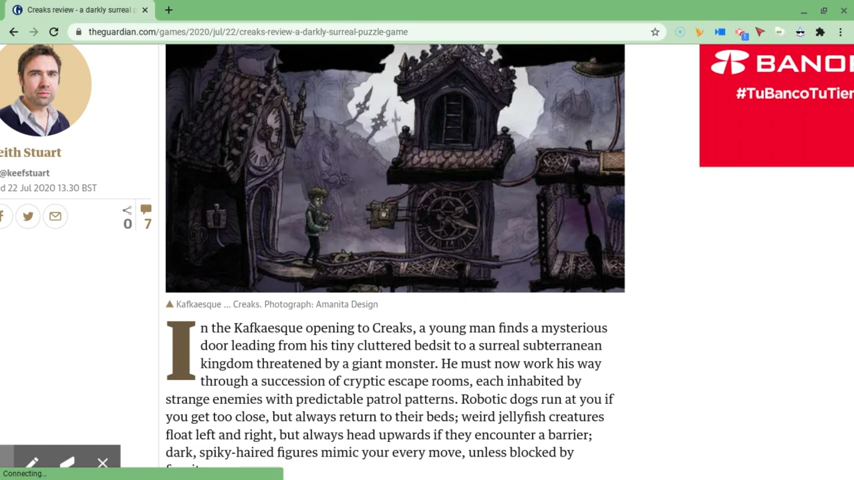 Creaks review - a darkly surreal p
theguardian.com/games/2020/jul/22/creaks-review-a-darkly-surreal-puzzle-game
BANO
#TuBancoTuTier
eith Stuart
@keefstuart
d 22 Jul 2020 13.30 BST
0 7
Kafkaesque ... Creaks. Photograph: Amanita Design
In the Kafkaesque opening to Creaks, a young man finds a mysterious
door leading from his tiny cluttered bedsit to a surreal subterranean
kingdom threatened by a giant monster. He must now work his way
through a succession of cryptic escape rooms, each inhabited by
strange enemies with predictable patrol patterns. Robotic dogs run at you if
you get too close, but always return to their beds; weird jellyfish creatures
float left and right, but always head upwards if they encounter a barrier;
dark, spiky-haired figures mimic your every move, unless blocked by
Connecting...